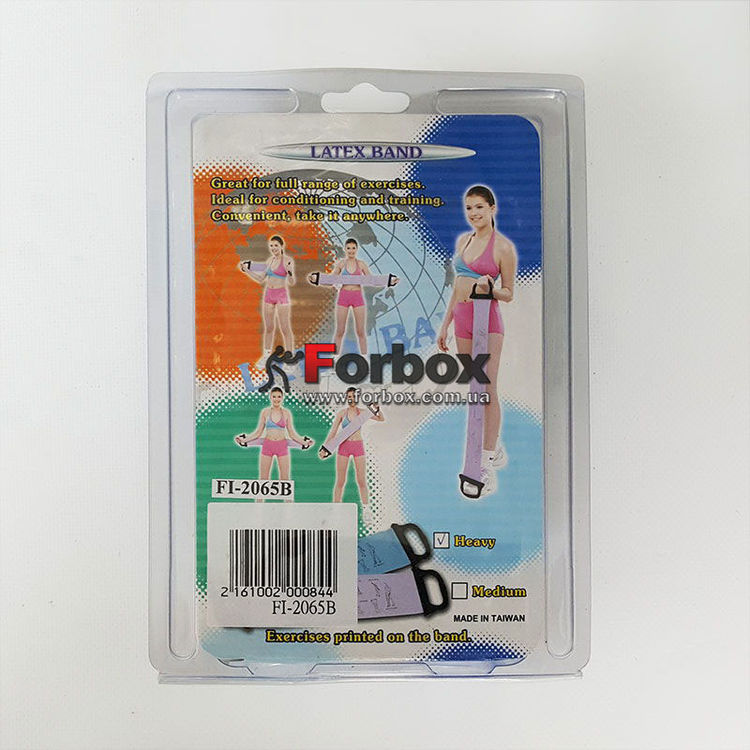 LATEX BAND
Great for full range of exercises.
Ideal for conditioning and training.
Convenient, take it anywhere.
Forbox
www.forbox.com.ua
FI-2065B
2 161002 000844
FI-2065B
√ Heavy
Medium
MADE IN TAIWAN
Exercises printed on the band.